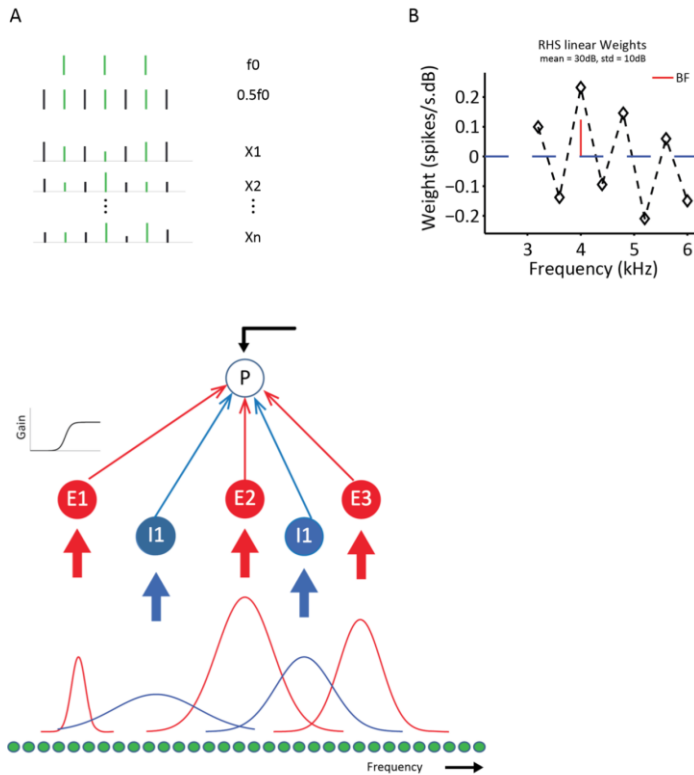 A
f0
0.5f0
X1
X2
Xn
B
RHS linear Weights
mean = 30dB, std = 10dB
BF
Weight (spikes/s.dB)
0.2
0.1
0
−0.1
−0.2
3
4
5
6
Frequency (kHz)
P
Gain
E1
E2
E3
I1
I1
Frequency